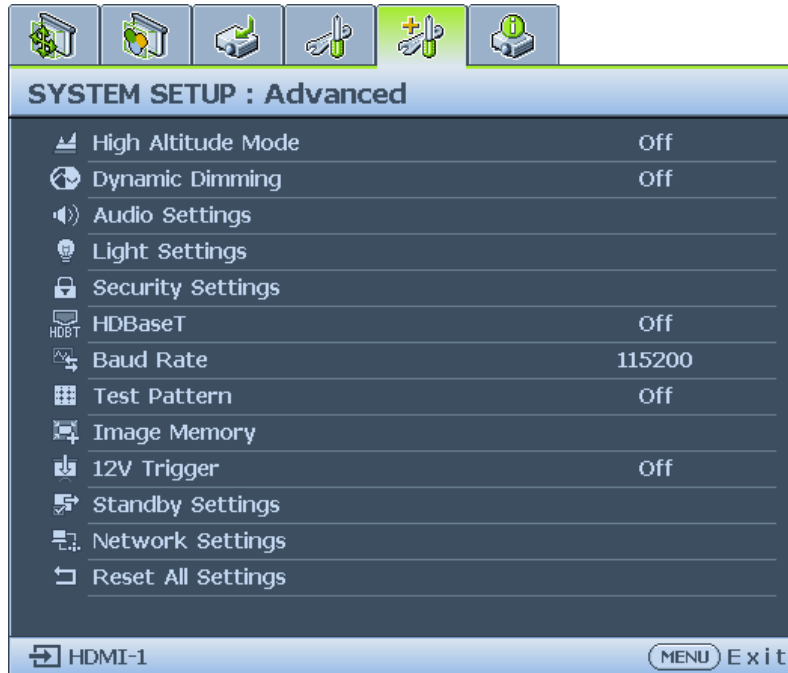 SYSTEM SETUP : Advanced
High Altitude Mode Off
Dynamic Dimming Off
Audio Settings
Light Settings
Security Settings
HDBT HDBaseT Off
Baud Rate 115200
Test Pattern Off
Image Memory
12V Trigger Off
Standby Settings
Network Settings
Reset All Settings
HDMI-1 MENU Exit